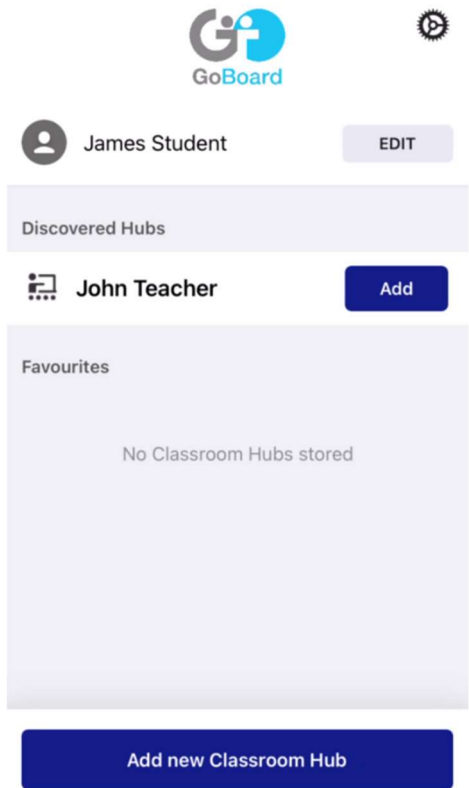 GoBoard
James Student
EDIT
Discovered Hubs
John Teacher
Add
Favourites
No Classroom Hubs stored
Add new Classroom Hub